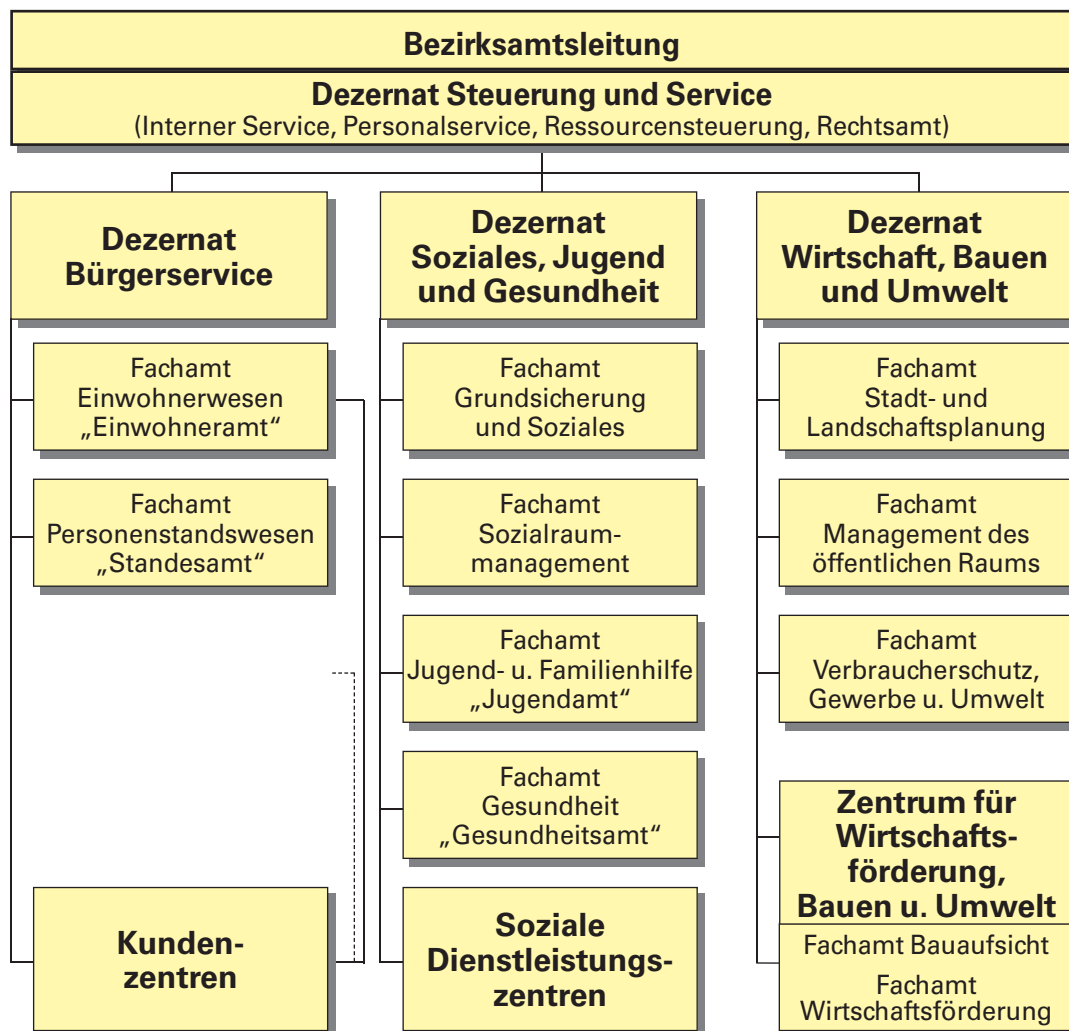 Bezirksamtsleitung
Dezernat Steuerung und Service
(Interner Service, Personalservice, Ressourcensteuerung, Rechtsamt)
Dezernat
Bürgerservice
Fachamt
Einwohnerwesen
„Einwohneramt“
Fachamt
Personenstandswesen
„Standesamt“
Kunden-
zentren
Dezernat
Soziales, Jugend
und Gesundheit
Fachamt
Grundsicherung
und Soziales
Fachamt
Sozialraum-
management
Fachamt
Jugend- u. Familienhilfe
„Jugendamt“
Fachamt
Gesundheit
„Gesundheitsamt“
Soziale
Dienstleistungs-
zentren
Dezernat
Wirtschaft, Bauen
und Umwelt
Fachamt
Stadt- und
Landschaftsplanung
Fachamt
Management des
öffentlichen Raums
Fachamt
Verbraucherschutz,
Gewerbe u. Umwelt
Zentrum für
Wirtschafts-
förderung,
Bauen u. Umwelt
Fachamt Bauaufsicht
Fachamt
Wirtschaftsförderung